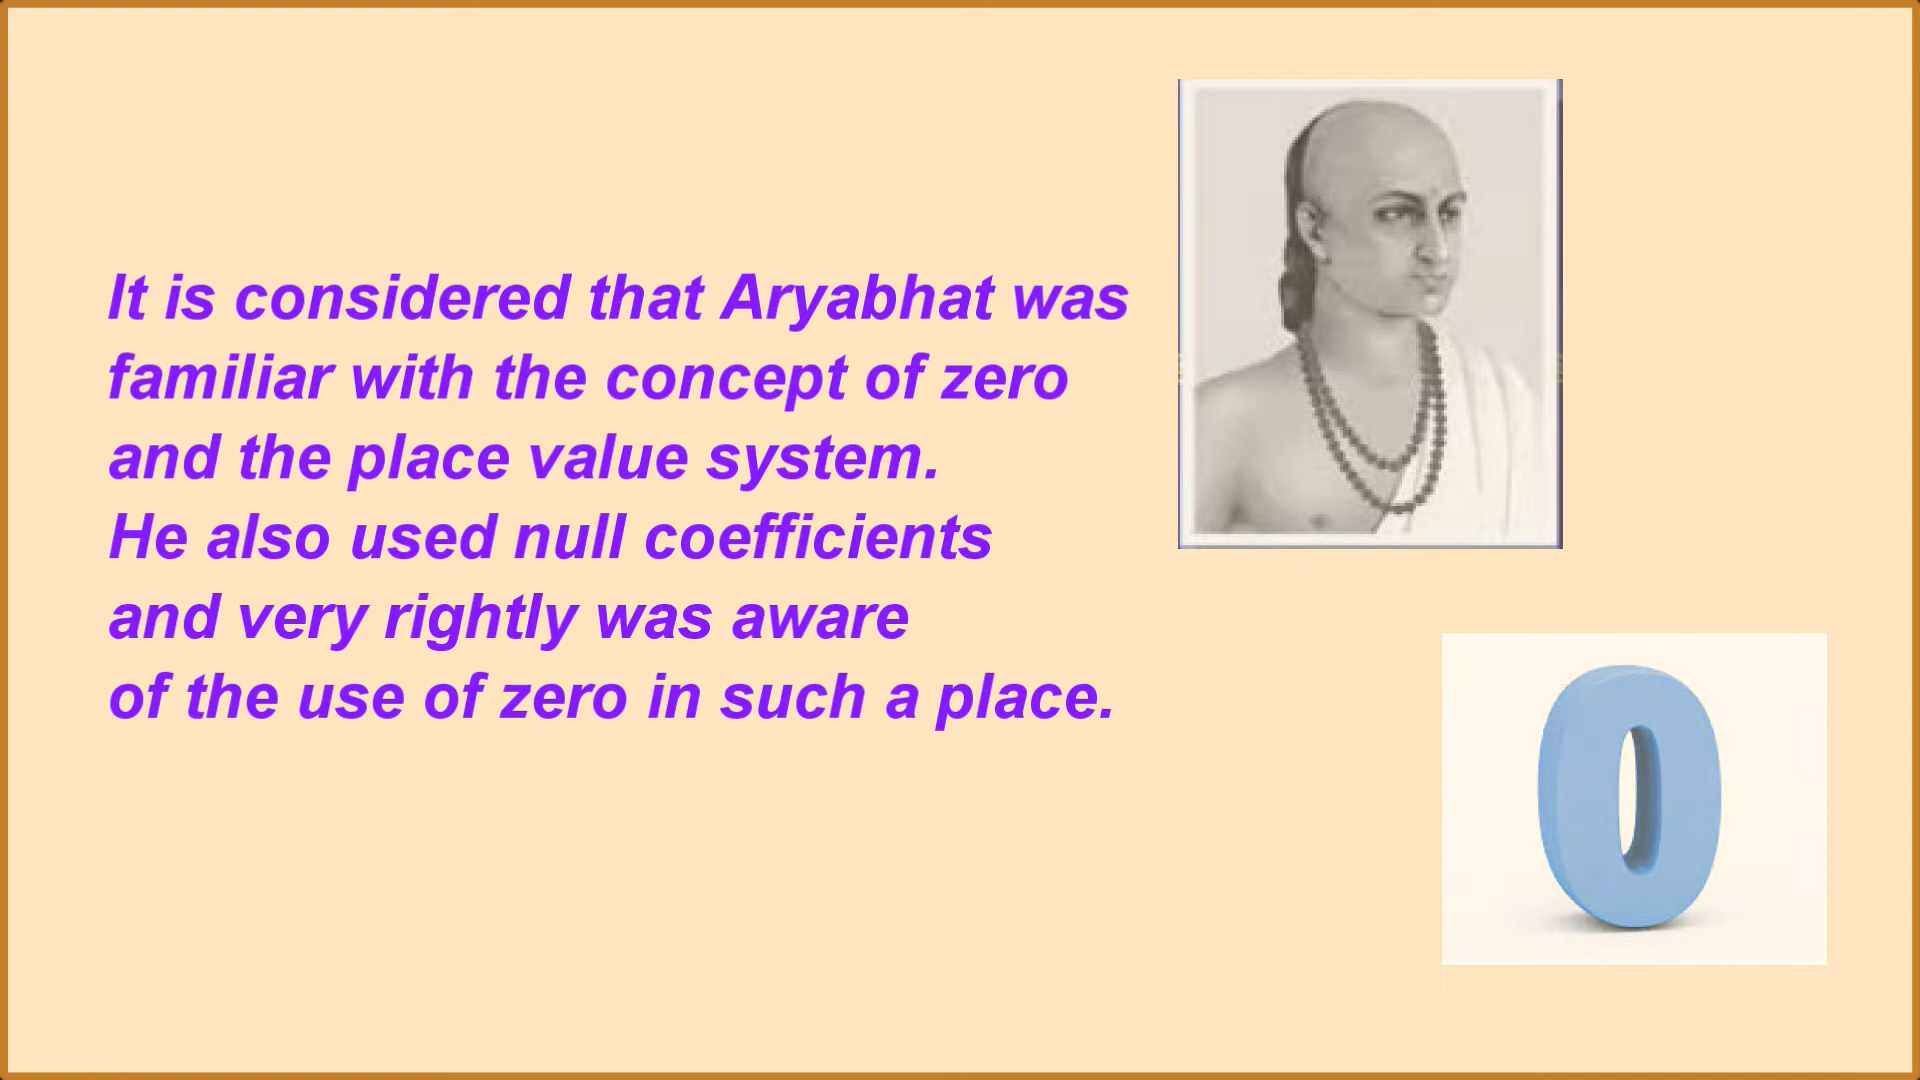 It is considered that Aryabhat was
familiar with the concept of zero
and the place value system.
He also used null coefficients
and very rightly was aware
of the use of zero in such a place.
0